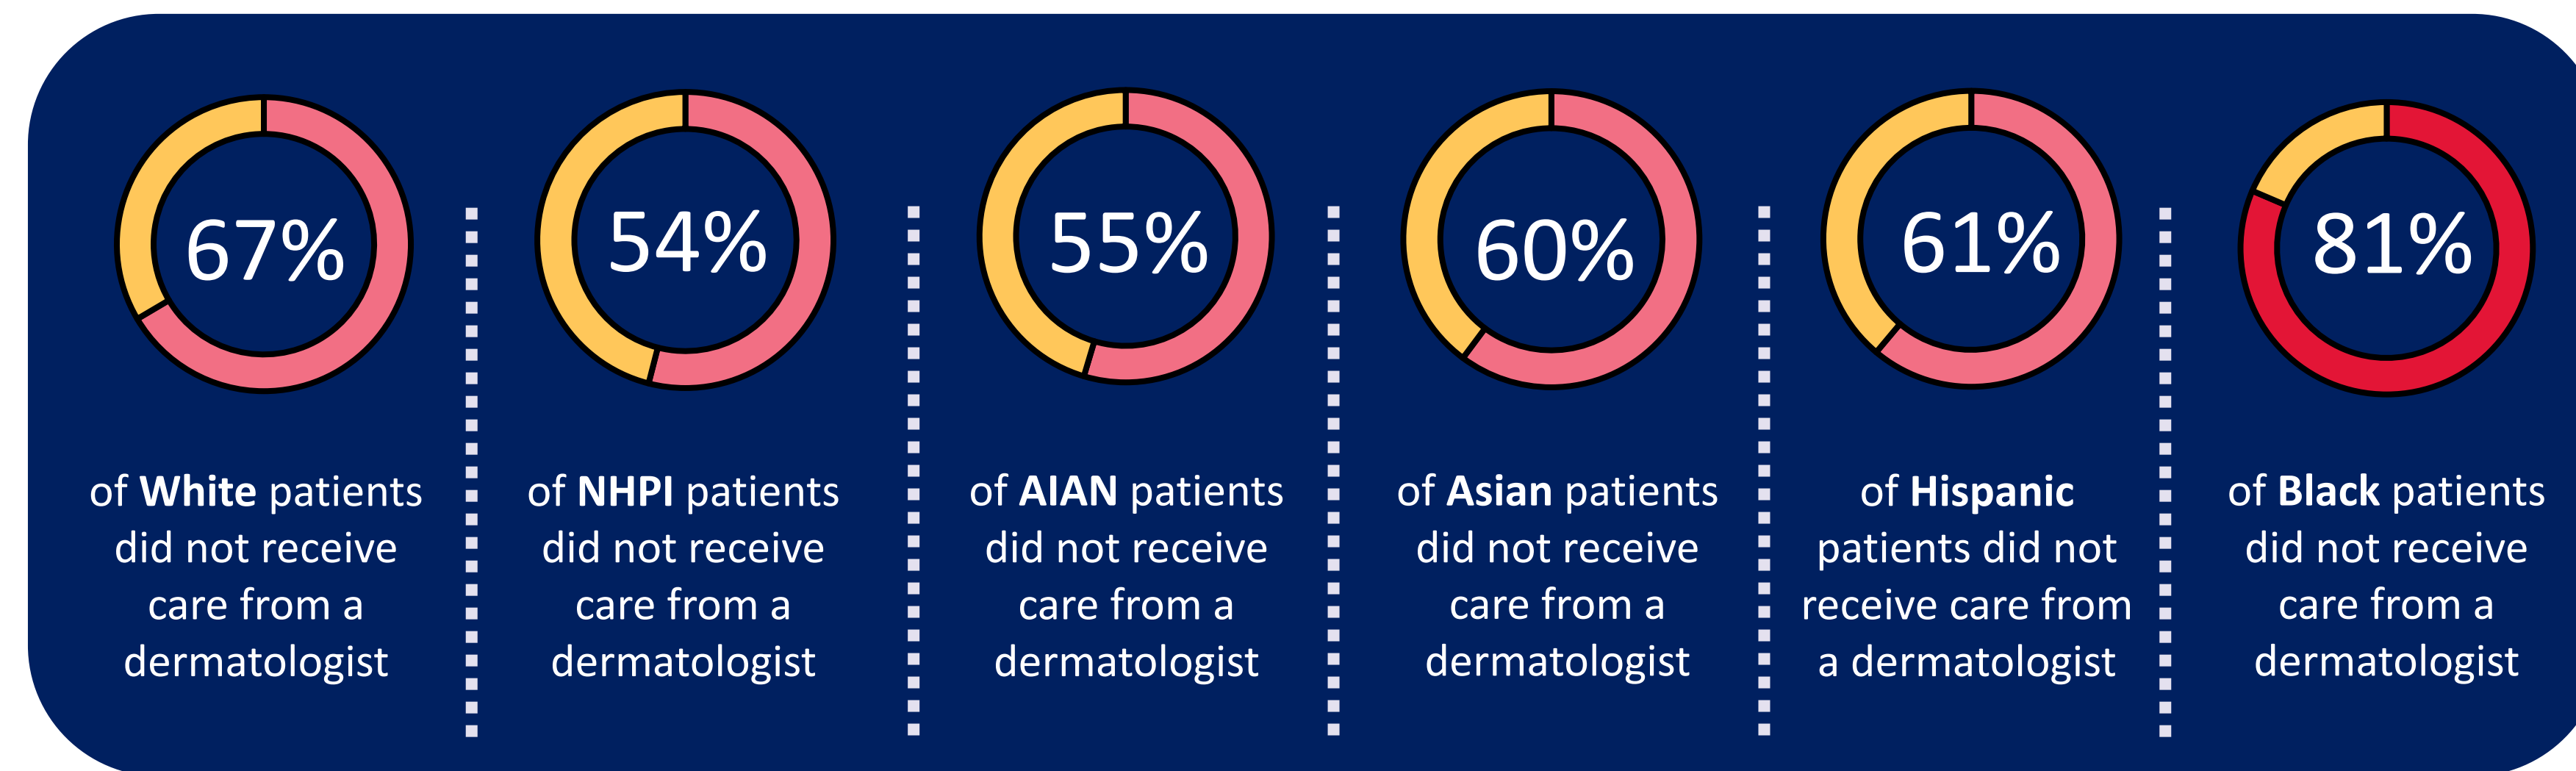 67%
of White patients
did not receive
care from a
dermatologist
54%
of NHPI patients
did not receive
care from a
dermatologist
55%
of AIAN patients
did not receive
care from a
dermatologist
60%
of Asian patients
did not receive
care from a
dermatologist
61%
of Hispanic
patients did not
receive care from
a dermatologist
81%
of Black patients
did not receive
care from a
dermatologist